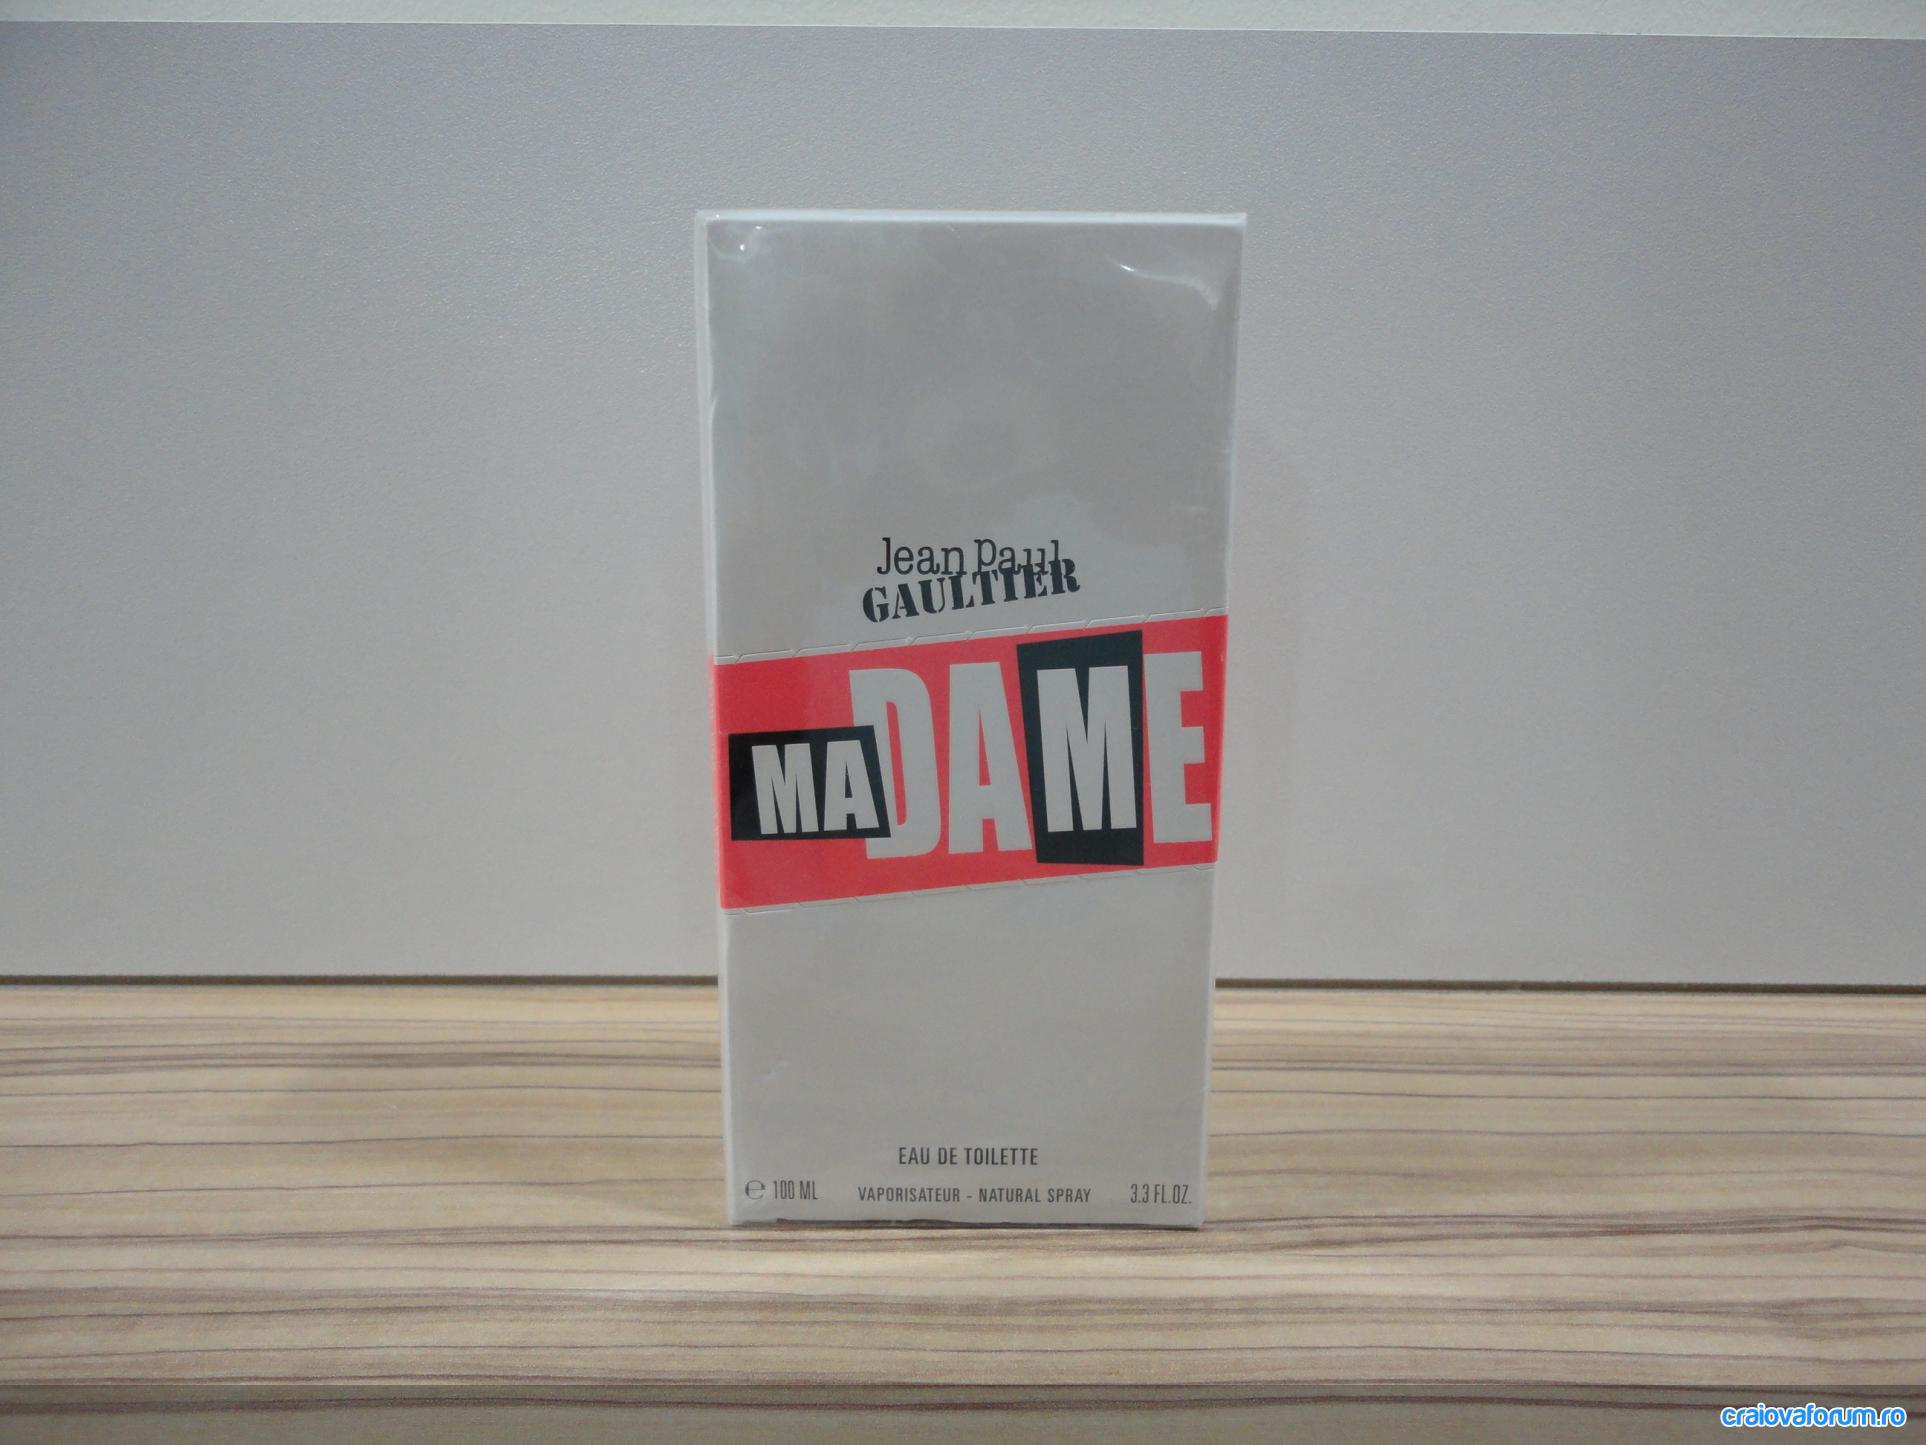 Jean Paul
GAULTIER
MADAME
EAU DE TOILETTE
℮ 100 ML VAPORISATEUR - NATURAL SPRAY 3.3 FL.OZ.
craiovaforum.ro